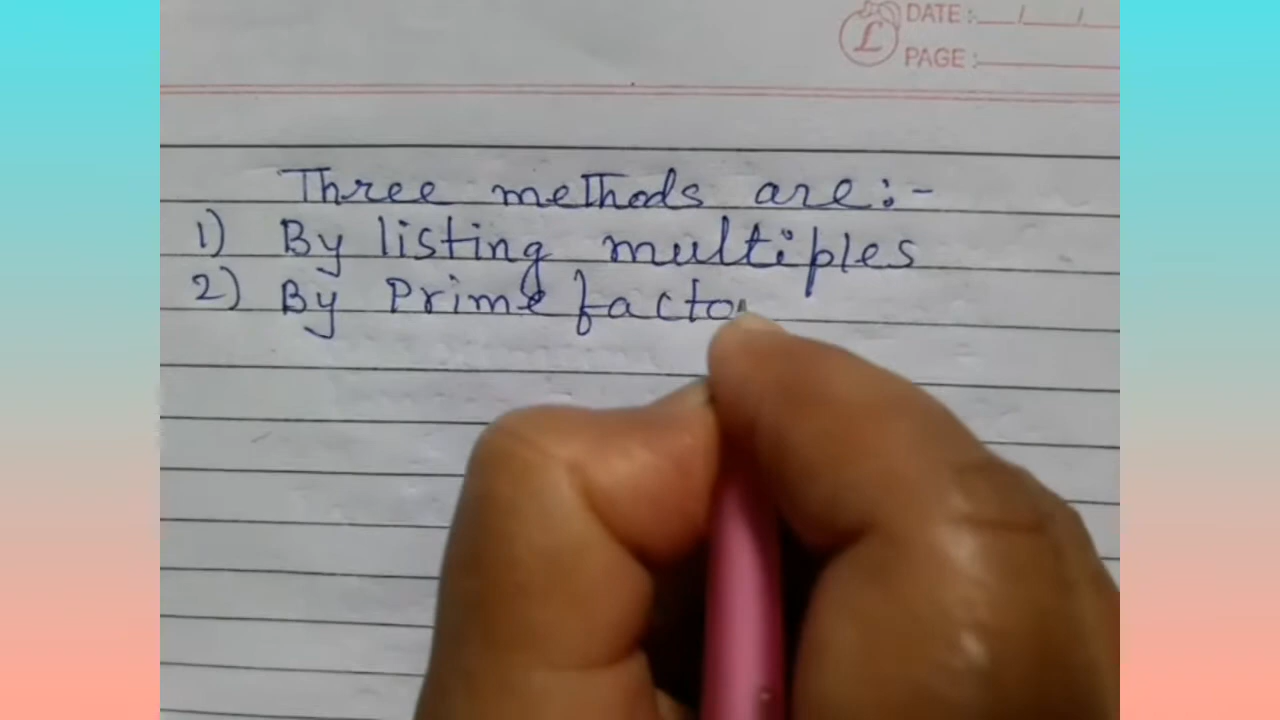 DATE :
PAGE :
Three methods are:-
1) By listing multiples
2) By Prime facto